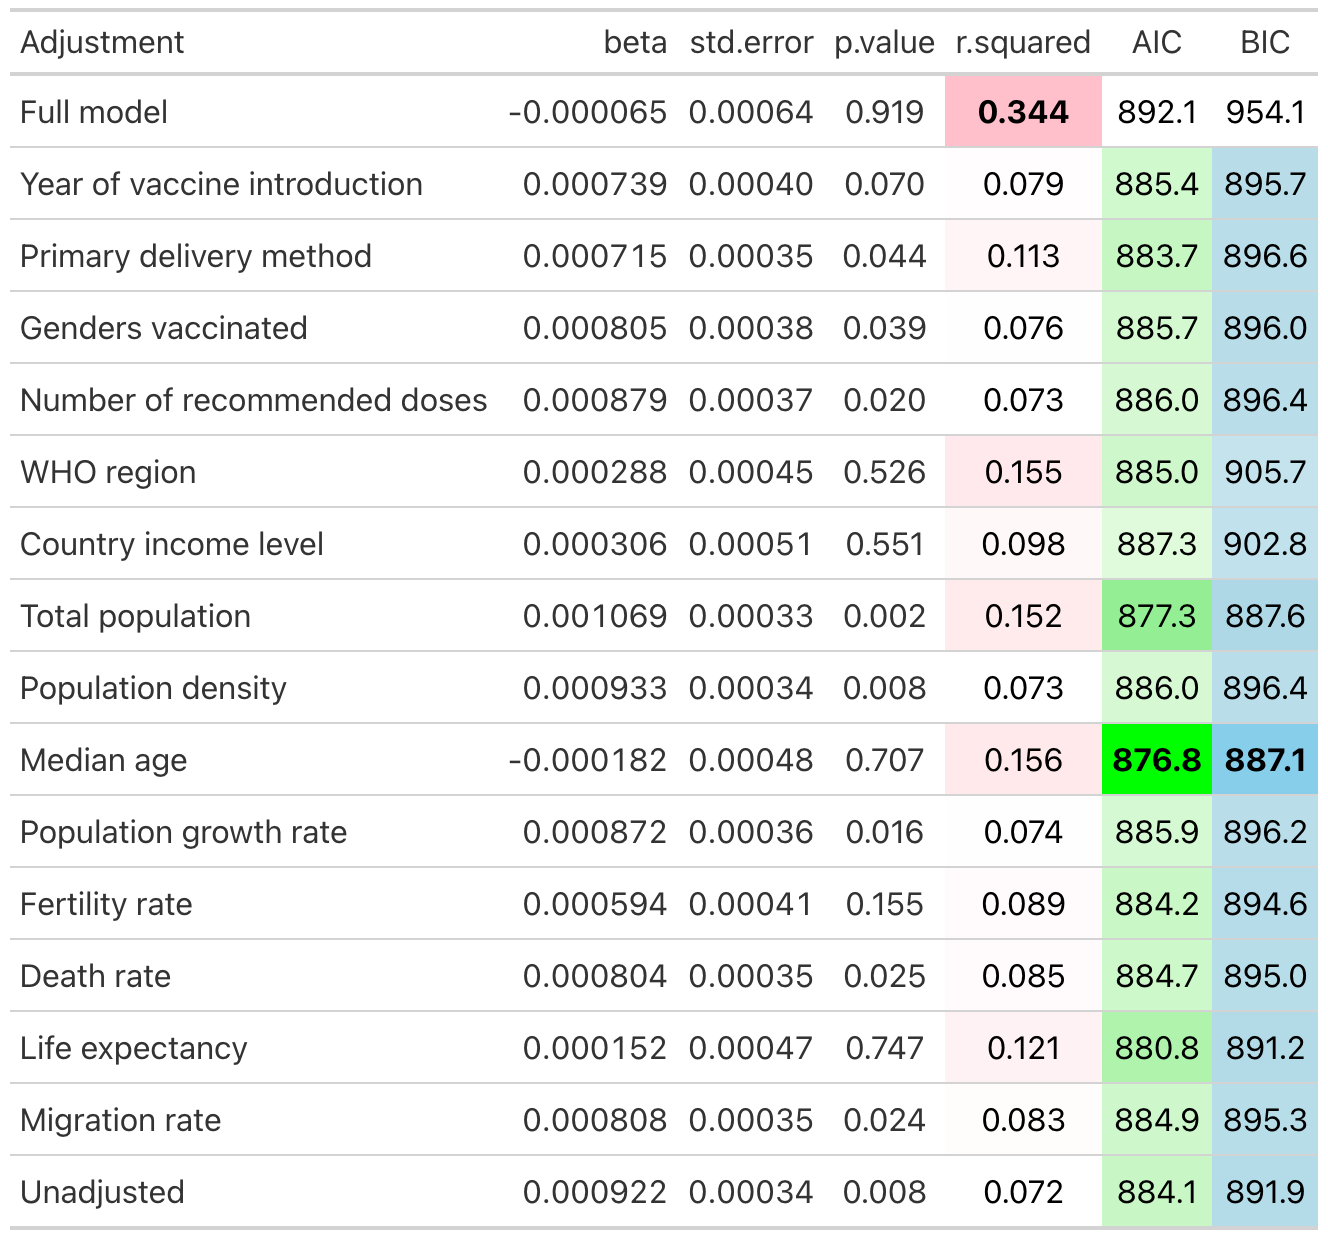 Adjustment beta std.error p.value r.squared AIC BIC
Full model -0.000065 0.00064 0.919 0.344 892.1 954.1
Year of vaccine introduction 0.000739 0.00040 0.070 0.079 885.4 895.7
Primary delivery method 0.000715 0.00035 0.044 0.113 883.7 896.6
Genders vaccinated 0.000805 0.00038 0.039 0.076 885.7 896.0
Number of recommended doses 0.000879 0.00037 0.020 0.073 886.0 896.4
WHO region 0.000288 0.00045 0.526 0.155 885.0 905.7
Country income level 0.000306 0.00051 0.551 0.098 887.3 902.8
Total population 0.001069 0.00033 0.002 0.152 877.3 887.6
Population density 0.000933 0.00034 0.008 0.073 886.0 896.4
Median age -0.000182 0.00048 0.707 0.156 876.8 887.1
Population growth rate 0.000872 0.00036 0.016 0.074 885.9 896.2
Fertility rate 0.000594 0.00041 0.155 0.089 884.2 894.6
Death rate 0.000804 0.00035 0.025 0.085 884.7 895.0
Life expectancy 0.000152 0.00047 0.747 0.121 880.8 891.2
Migration rate 0.000808 0.00035 0.024 0.083 884.9 895.3
Unadjusted 0.000922 0.00034 0.008 0.072 884.1 891.9